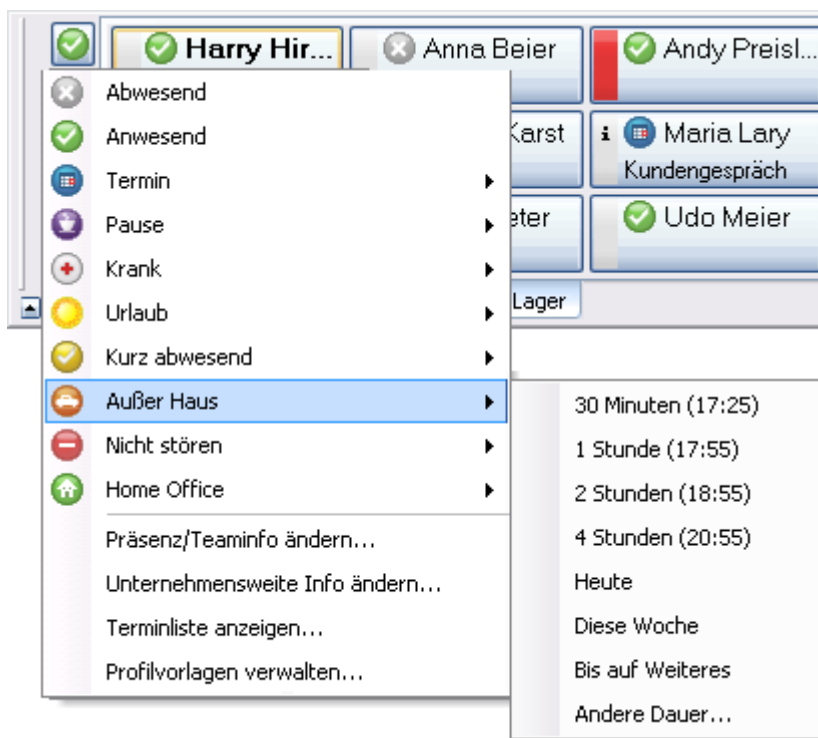 Harry Hir...
Anna Beier
Andy Preisl...
Karst
i
Maria Lary
Kundengespräch
Udo Meier
Lager
Abwesend
Anwesend
Termin
Pause
Krank
Urlaub
Kurz abwesend
Außer Haus
Nicht stören
Home Office
Präsenz/Teaminfo ändern...
Unternehmensweite Info ändern...
Terminliste anzeigen...
Profilvorlagen verwalten...
30 Minuten (17:25)
1 Stunde (17:55)
2 Stunden (18:55)
4 Stunden (20:55)
Heute
Diese Woche
Bis auf Weiteres
Andere Dauer...